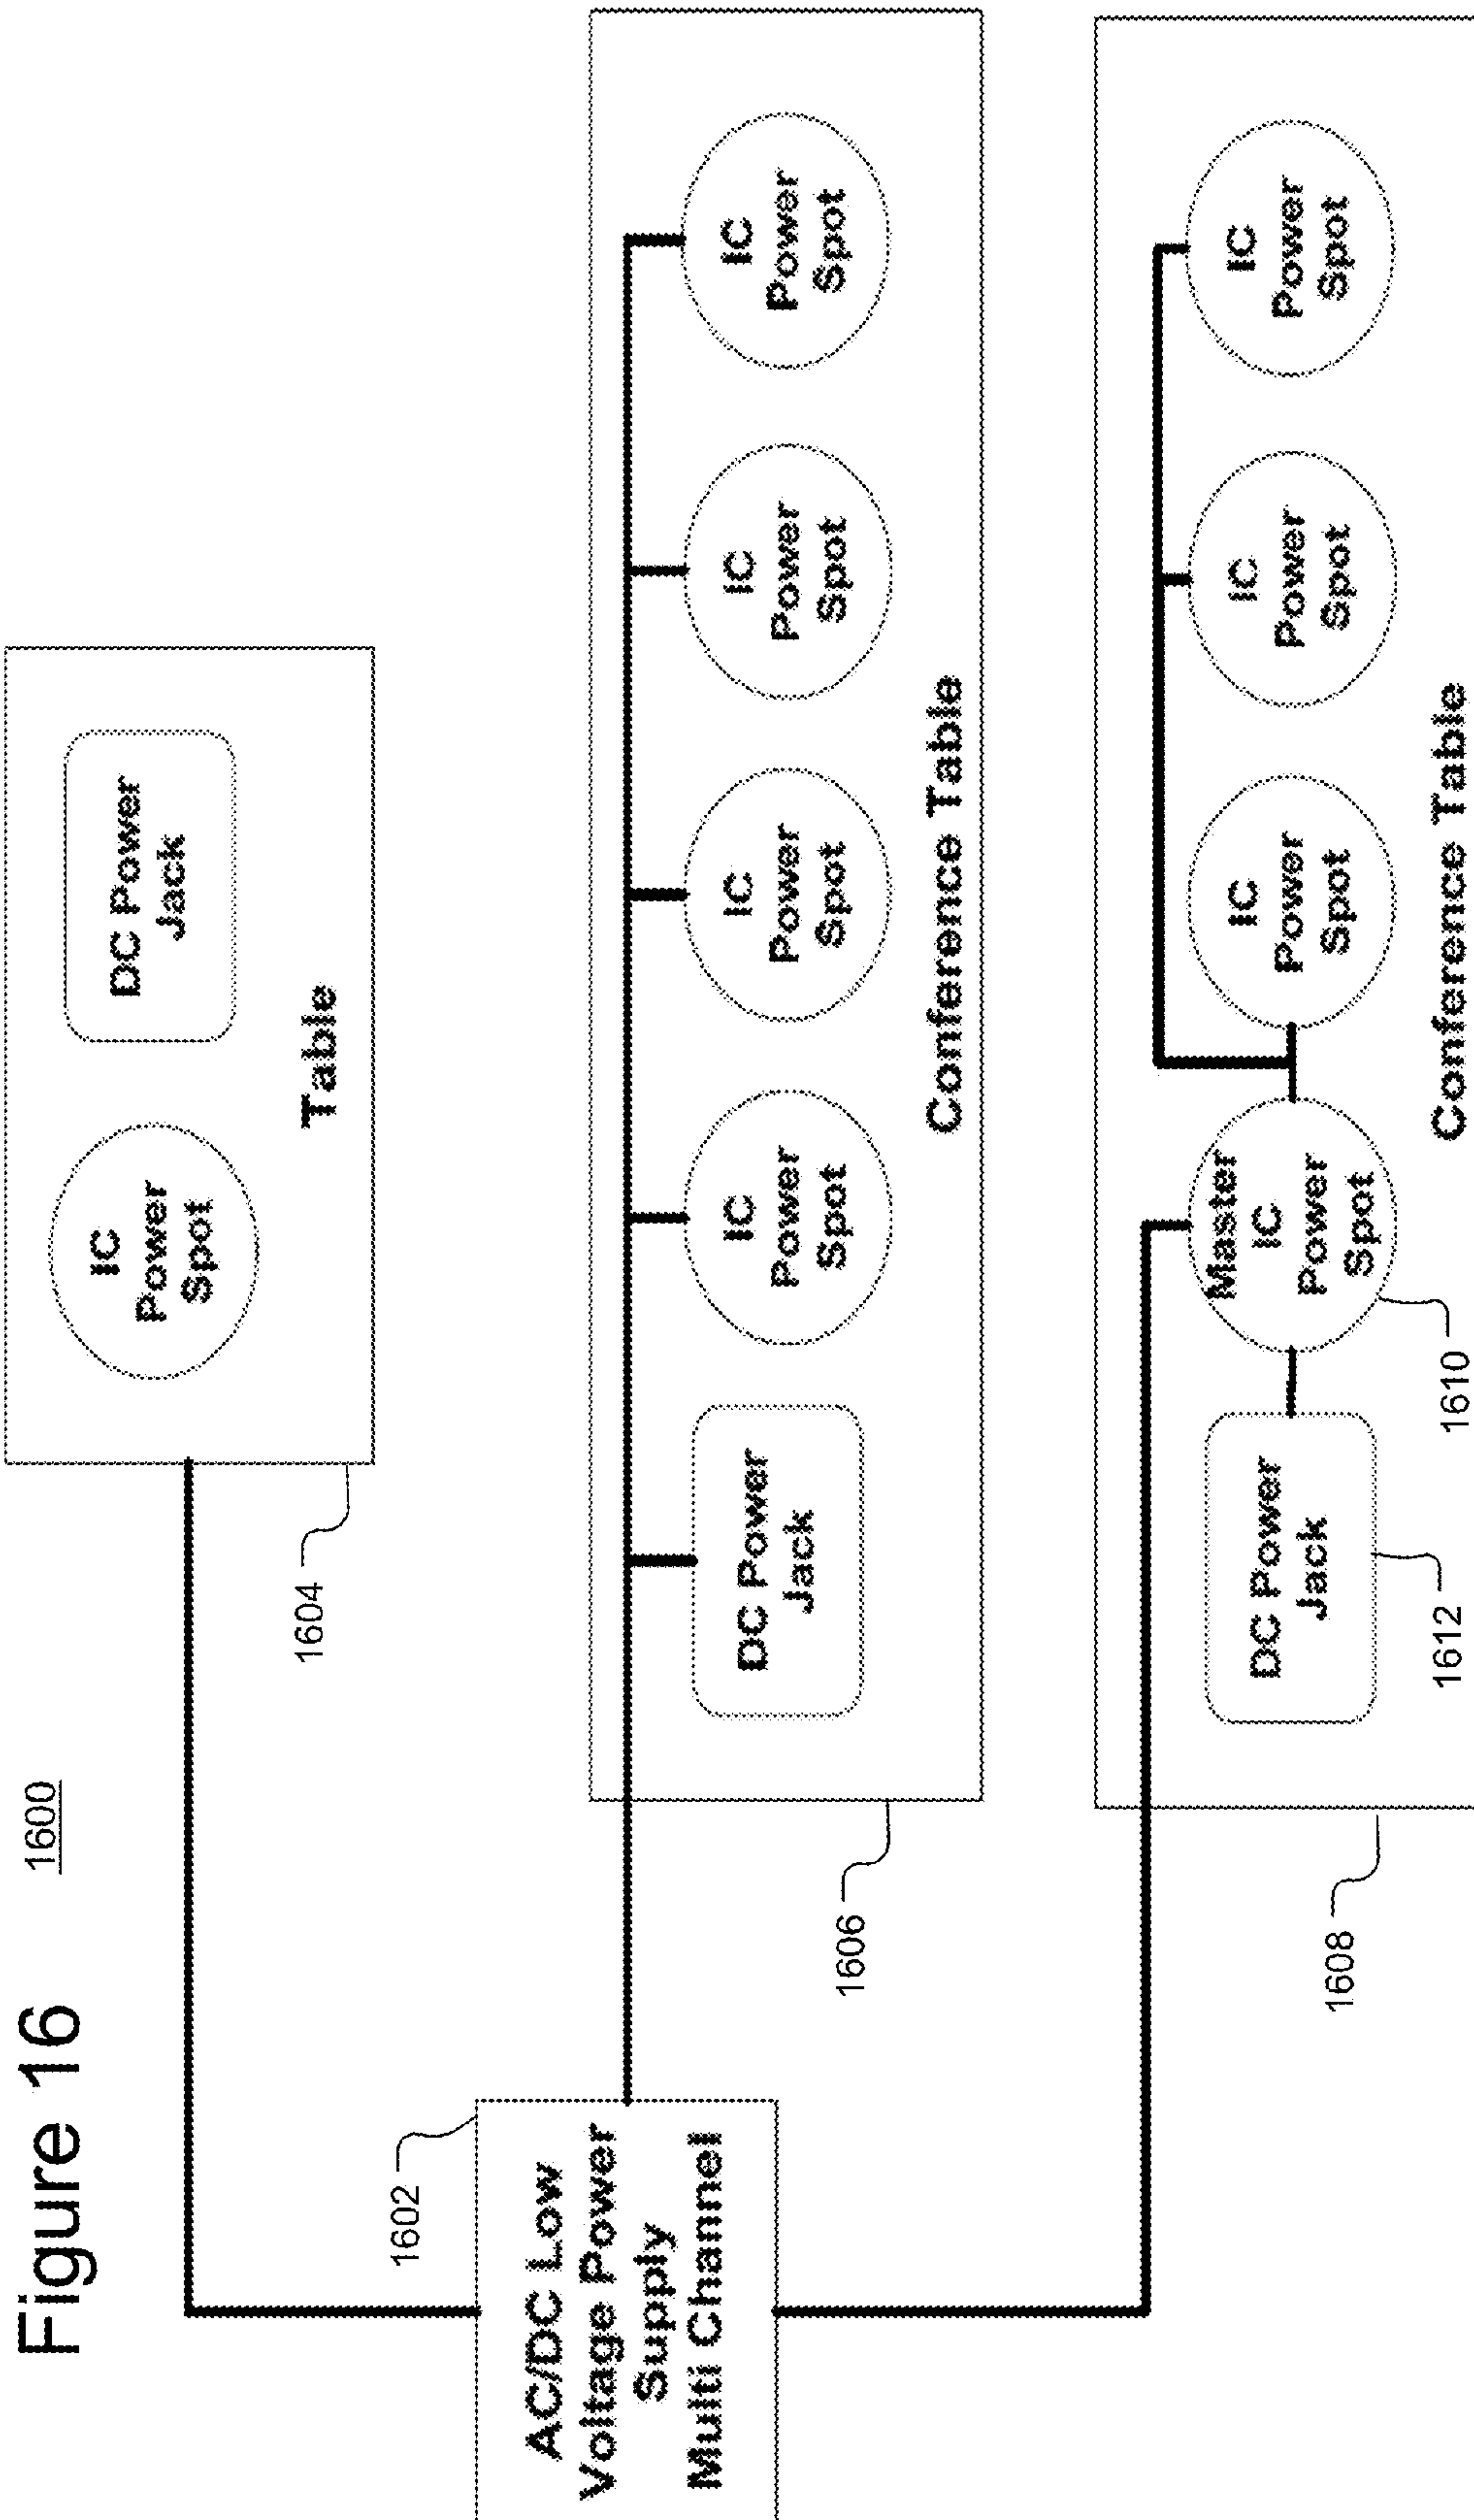 Figure 16
1600
IC
Power
Spot
DC Power
Jack
Table
1604
1602
AC/DC Low
Voltage Power
Supply
Multi Channel
DC Power
Jack
IC
Power
Spot
IC
Power
Spot
IC
Power
Spot
IC
Power
Spot
Conference Table
1606
DC Power
Jack
Master
IC
Power
Spot
IC
Power
Spot
IC
Power
Spot
IC
Power
Spot
Conference Table
1608
1612
1610